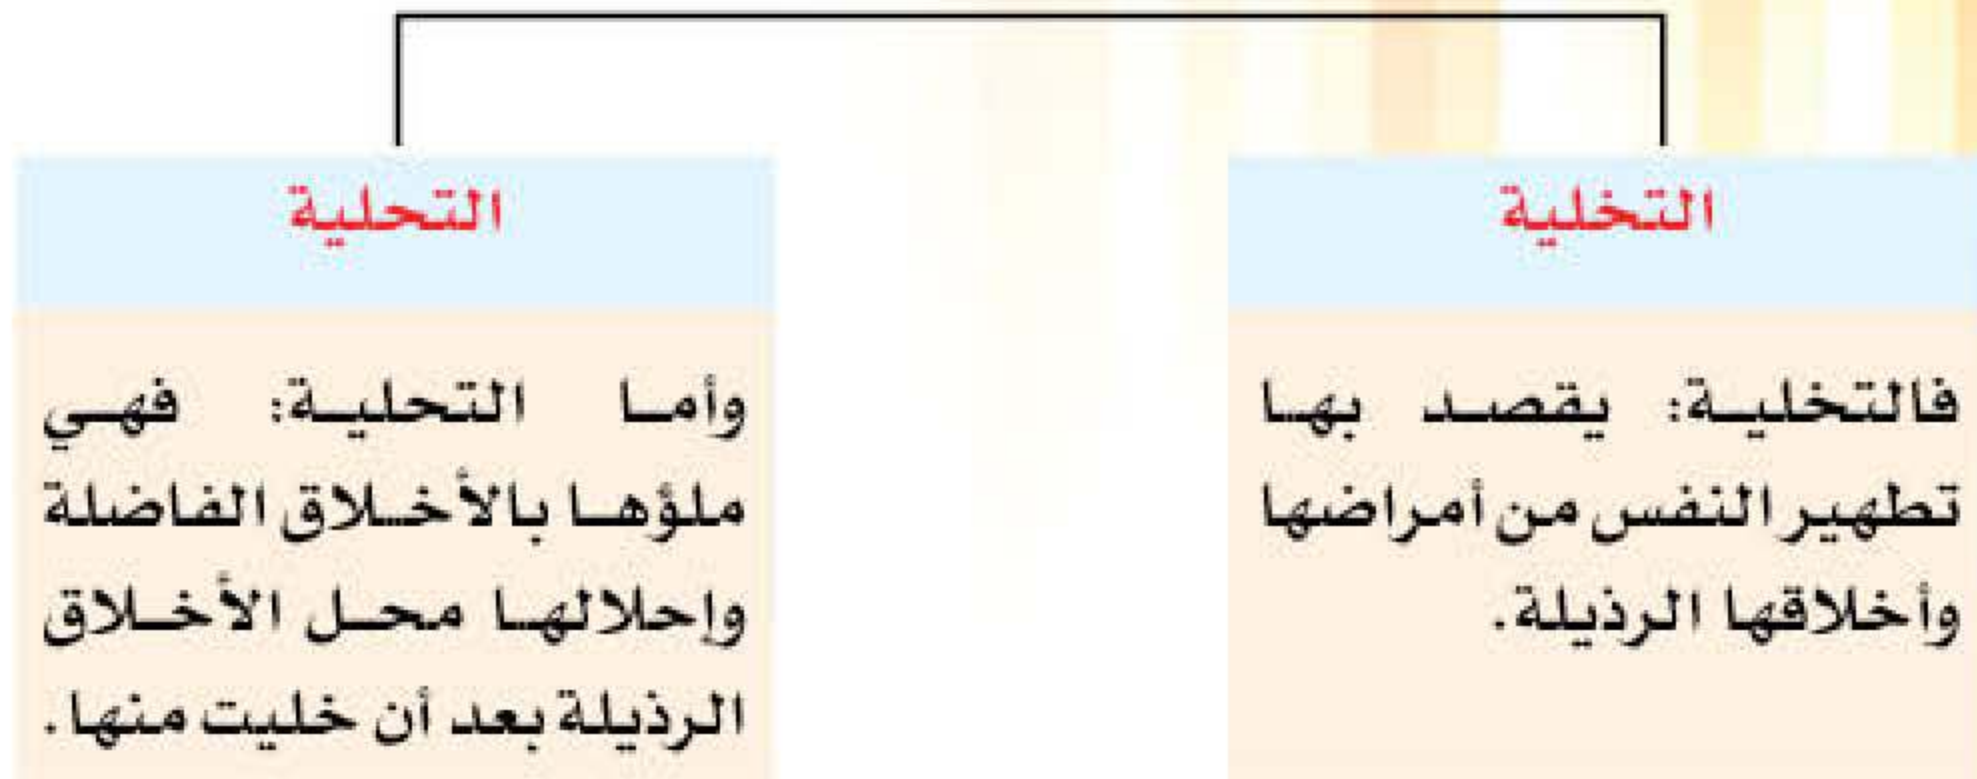 التخلية
فالتخلية: يقصد بها
تطهير النفس من أمراضها
وأخلاقها الرذيلة.
التحلية
وأما التحلية: فهي
ملؤها بالأخلاق الفاضلة
وإحلالها محل الأخلاق
الرذيلة بعد أن خليت منها.